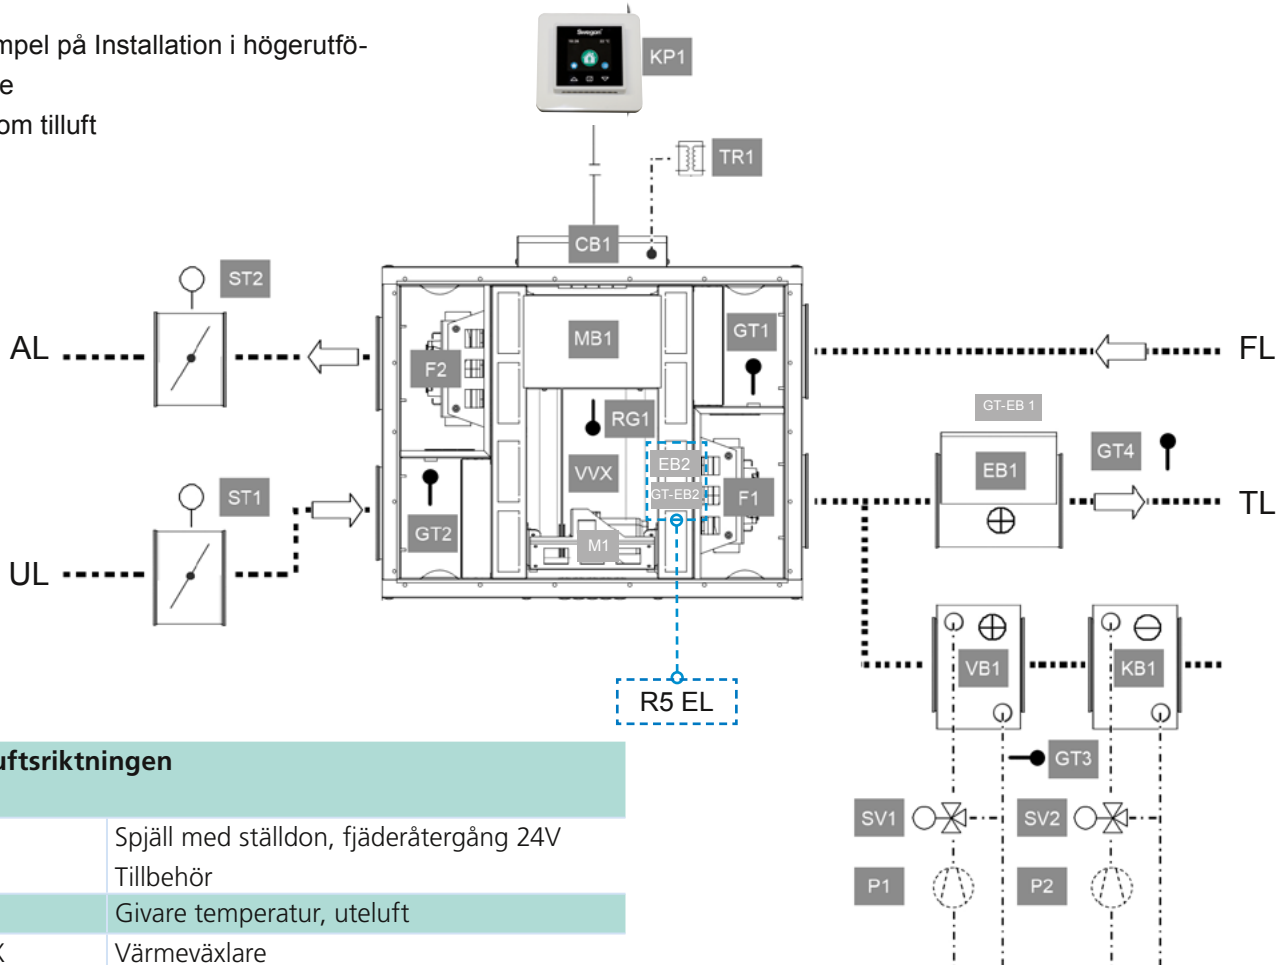 mpel på Installation i högerutfö-
e
om tilluft
Swegon
KP1
TR1
CB1
ST2
AL
MB1
GT1
F2
FL
RG1
GT-EB 1
GT4
EB1
EB2
VVX
GT-EB2
F1
ST1
TL
GT2
M1
UL
VB1
KB1
R5 EL
GT3
SV1
SV2
P1
P2
uftsriktningen
Spjäll med ställdon, fjäderåtergång 24V
Tillbehör
Givare temperatur, uteluft
X Värmeväxlare